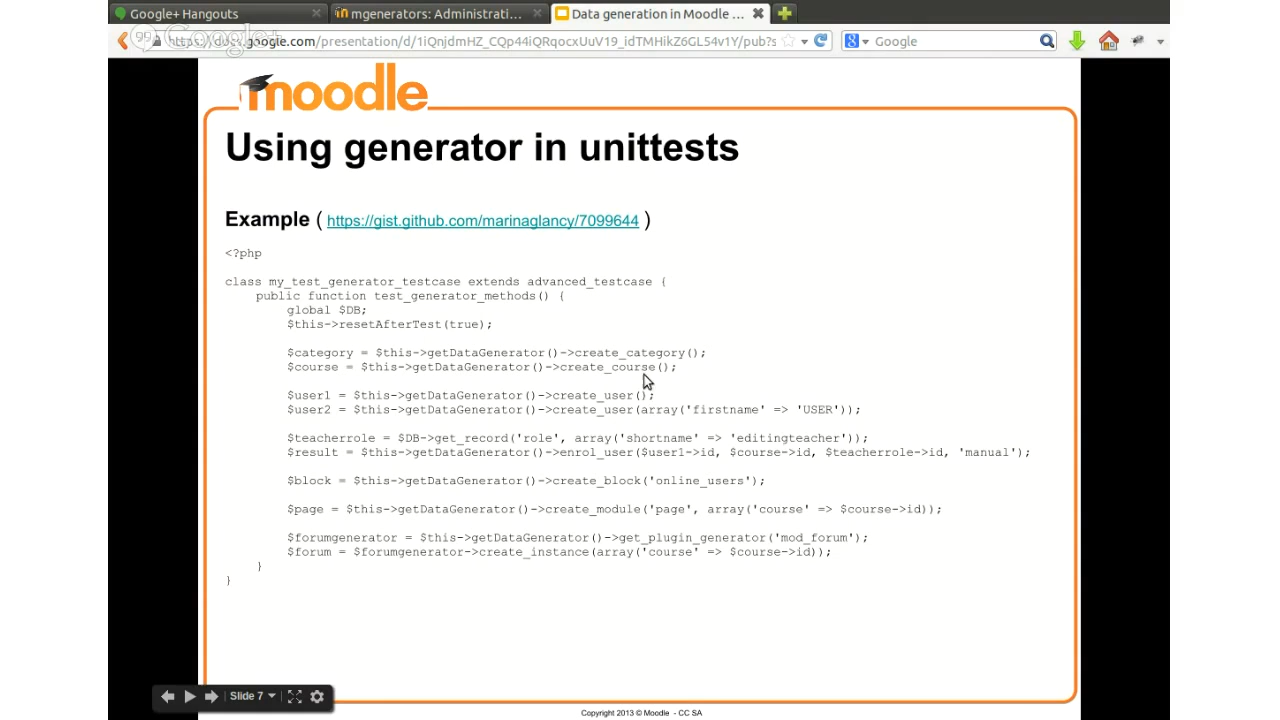 Google+ Hangouts
mgenerators: Administrati...
Data generation in Moodle ...
Google+
https://docs.google.com/presentation/d/1iQnjdmHZ_CQp44iQRqocxUuV19_idTMHikZ6GL54v1Y/pub?s
Google
moodle
Using generator in unittests
Example ( https://gist.github.com/marinaglancy/7099644 )
<?php
class my_test_generator_testcase extends advanced_testcase {
public function test_generator_methods() {
global $DB;
$this->resetAfterTest(true);
$category = $this->getDataGenerator()->create_category();
$course = $this->getDataGenerator()->create_course();
$user1 = $this->getDataGenerator()->create_user();
$user2 = $this->getDataGenerator()->create_user(array('firstname' => 'USER'));
$teacherrole = $DB->get_record('role', array('shortname' => 'editingteacher'));
$result = $this->getDataGenerator()->enrol_user($user1->id, $course->id, $teacherrole->id, 'manual');
$block = $this->getDataGenerator()->create_block('online_users');
$page = $this->getDataGenerator()->create_module('page', array('course' => $course->id));
$forumgenerator = $this->getDataGenerator()->get_plugin_generator('mod_forum');
$forum = $forumgenerator->create_instance(array('course' => $course->id));
}
}
Slide 7
Copyright 2013 © Moodle - CC SA